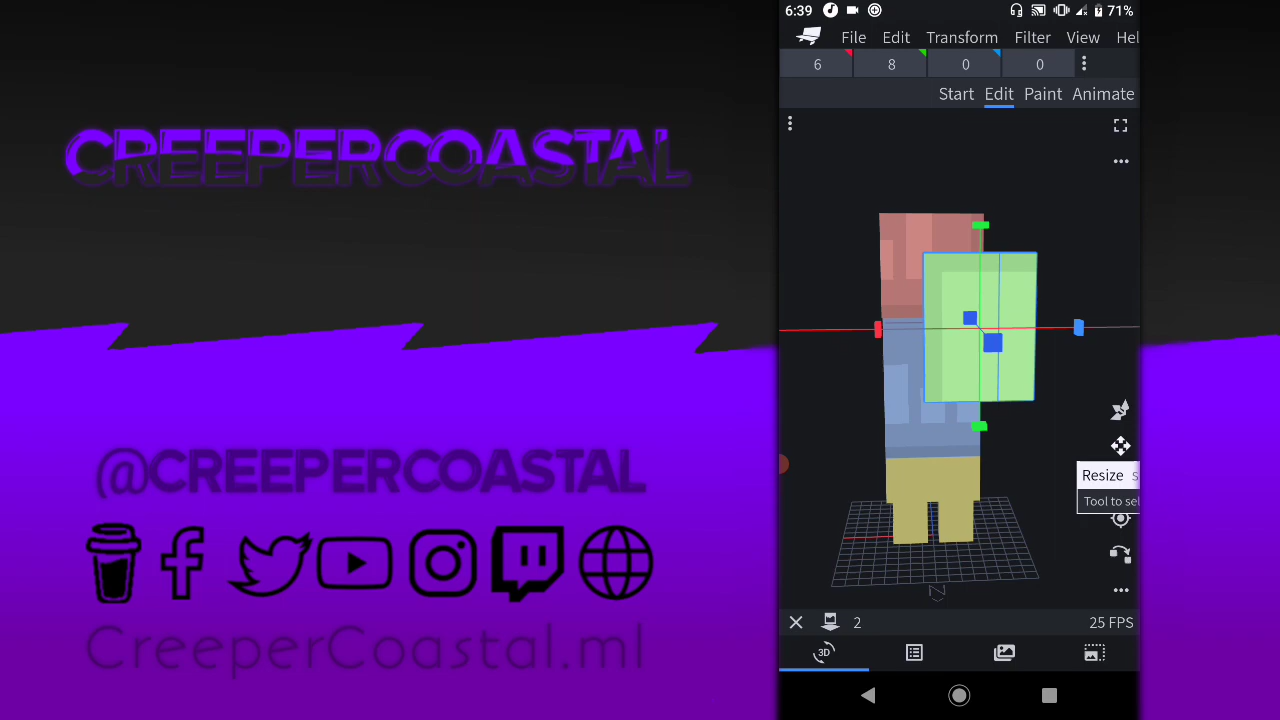 CREEPERCOASTAL
@CREEPERCOASTAL
CreeperCoastal.ml
6:39
71%
File Edit Transform Filter View Hel
6 8 0 0
Start Edit Paint Animate
Resize s
Tool to sel
Z
2
25 FPS
3D